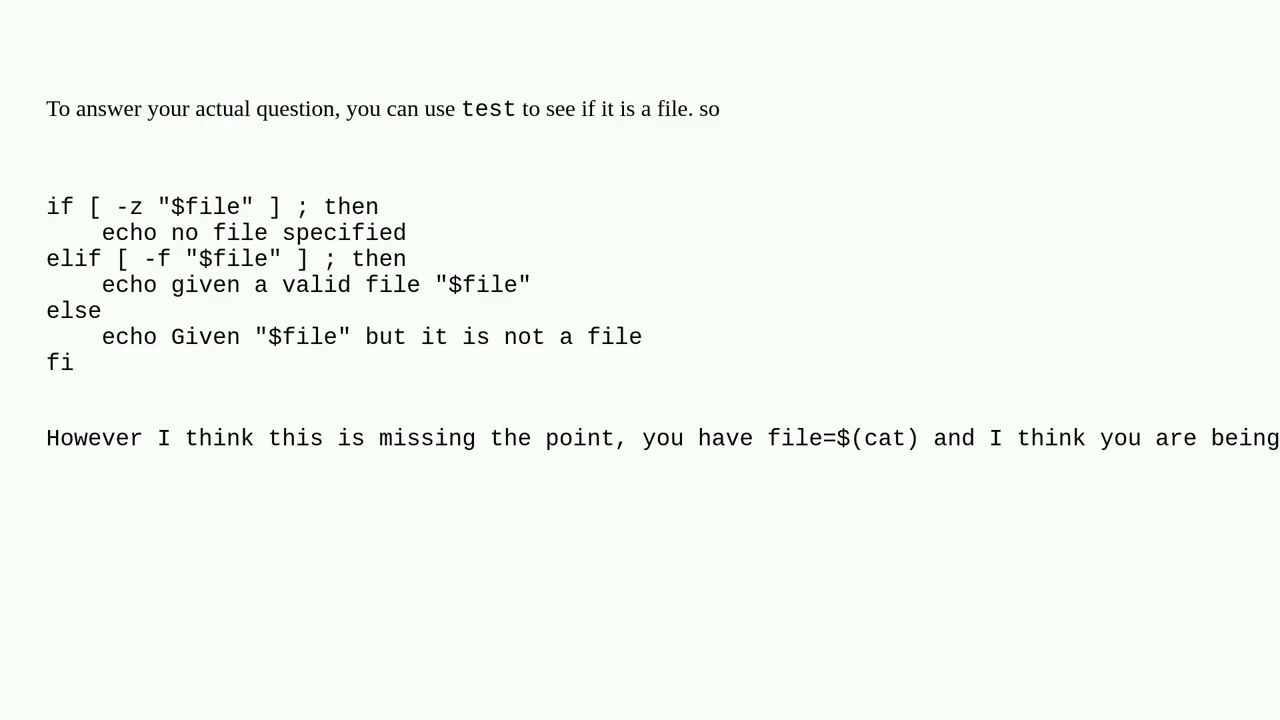 To answer your actual question, you can use test to see if it is a file. so
if [ -z "$file" ] ; then
    echo no file specified
elif [ -f "$file" ] ; then
    echo given a valid file "$file"
else
    echo Given "$file" but it is not a file
fi
However I think this is missing the point, you have file=$(cat) and I think you are being